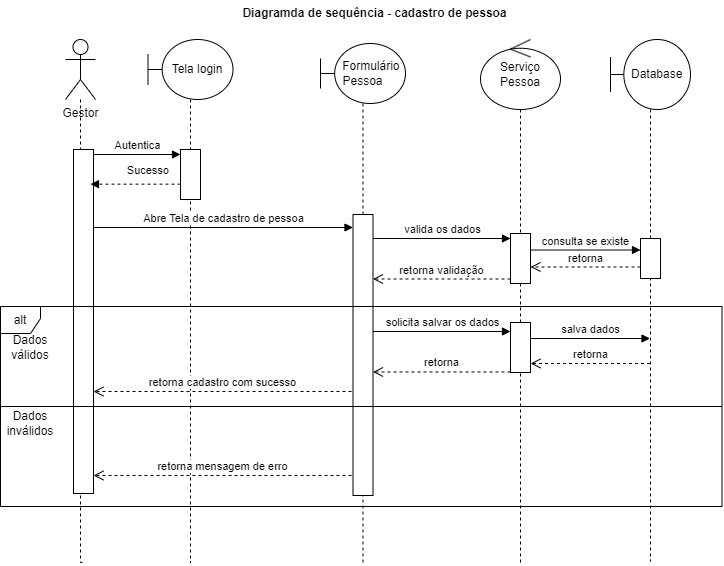 Diagramda de sequência - cadastro de pessoa
Gestor
Tela login
Formulário
Pessoa
Serviço
Pessoa
Database
Autentica
Sucesso
Abre Tela de cadastro de pessoa
valida os dados
consulta se existe
retorna
retorna validação
alt
Dados
válidos
solicita salvar os dados
salva dados
retorna
retorna
retorna cadastro com sucesso
Dados
inválidos
retorna mensagem de erro